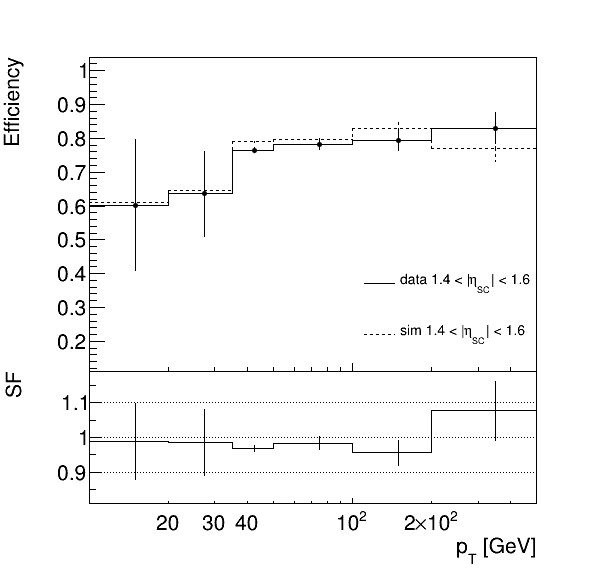 Efficiency
1
0.9
0.8
0.7
0.6
0.5
0.4
0.3
0.2
data 1.4 < |η_SC| < 1.6
sim 1.4 < |η_SC| < 1.6
SF
1.1
1
0.9
20 30 40 10² 2×10²
p_T [GeV]